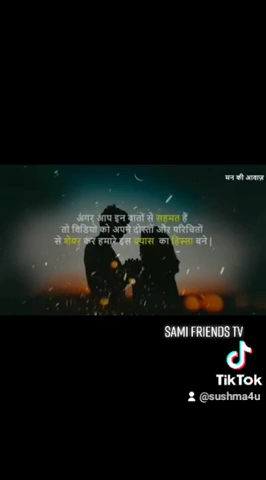 मन की आवाज़
अगर आप इन बातों से सहमत हैं
तो विडियो को अपने दोस्तों और परिचितों
से शेयर कर हमारे इस प्रयास का हिस्सा बने |
SAMI FRIENDS TV
TikTok
@sushma4u